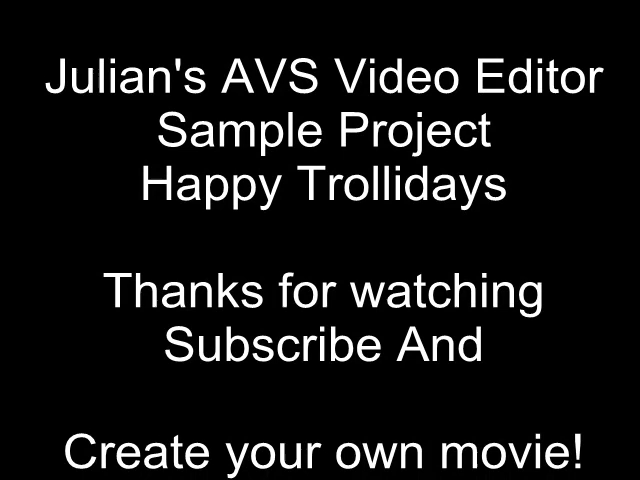 Julian's AVS Video Editor
Sample Project
Happy Trollidays
Thanks for watching
Subscribe And
Create your own movie!